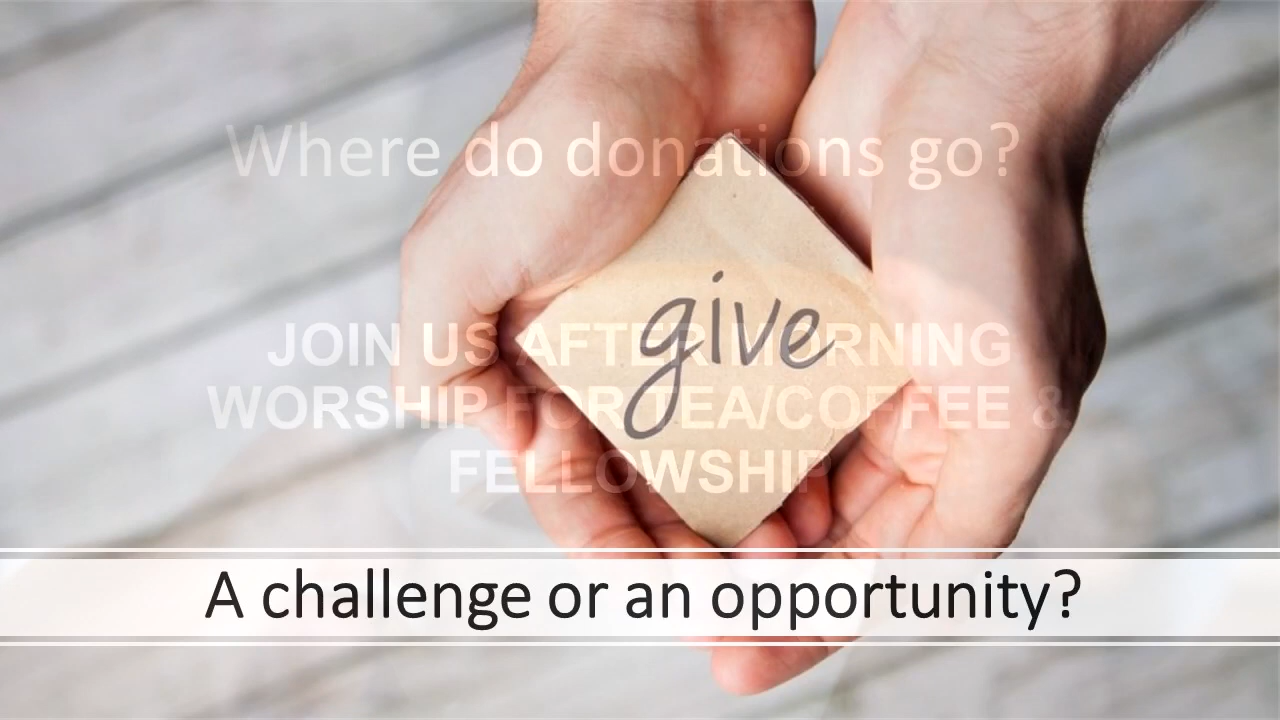 Where do donations go?
give
JOIN US AFTER MORNING
WORSHIP FOR TEA/COFFEE &
FELLOWSHIP
A challenge or an opportunity?